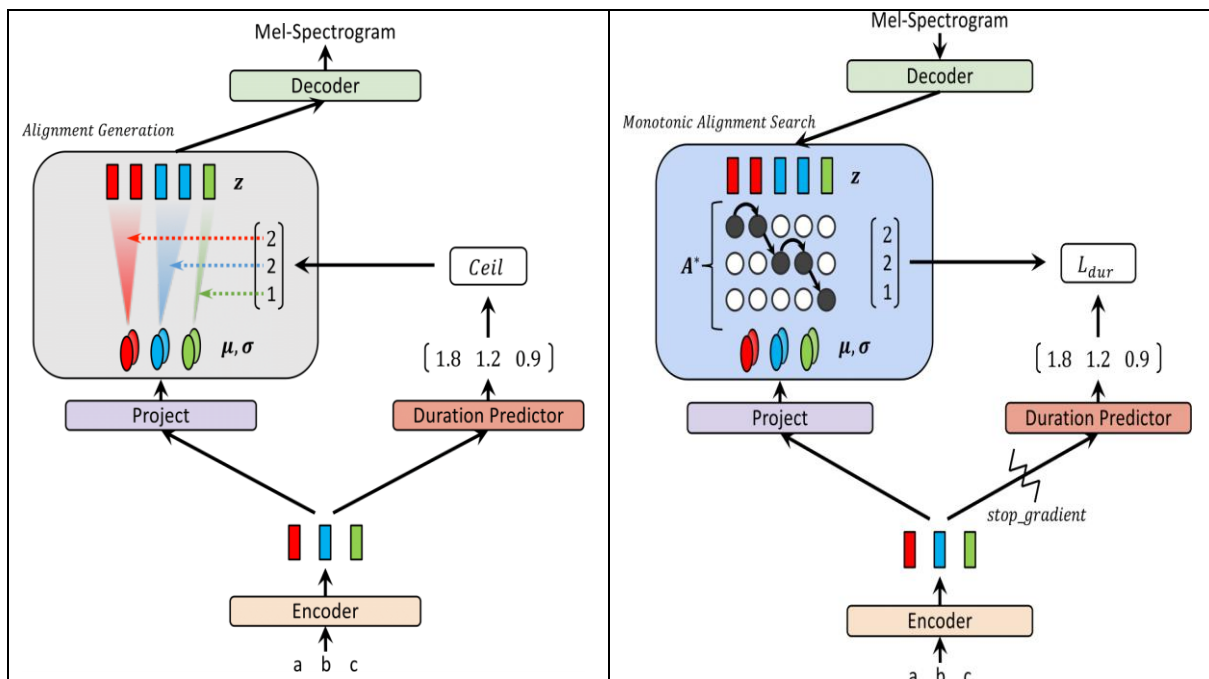 Mel-Spectrogram
Decoder
Alignment Generation
z
2
2
1
Ceil
μ, σ
[ 1.8 1.2 0.9 ]
Project
Duration Predictor
Encoder
a b c
Mel-Spectrogram
Decoder
Monotonic Alignment Search
z
A*
2
2
1
L_dur
μ, σ
[ 1.8 1.2 0.9 ]
Project
Duration Predictor
stop_gradient
Encoder
a b c